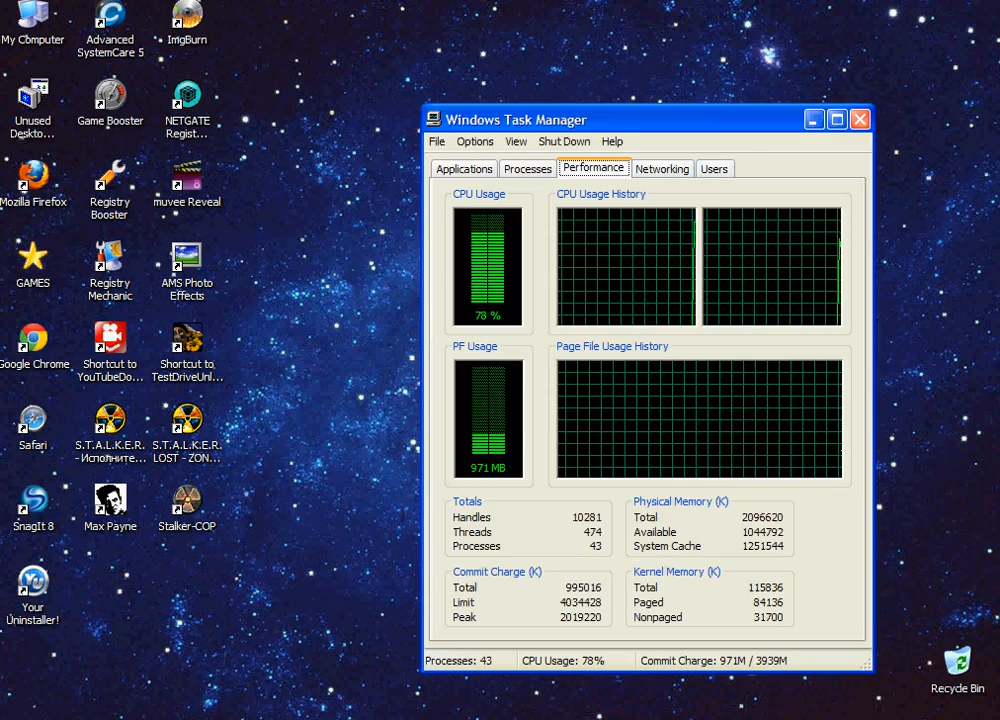 My Computer
Advanced
SystemCare 5
ImgBurn
Unused
Deskto...
Game Booster
NETGATE
Regist...
Mozilla Firefox
Registry
Booster
muvee Reveal
GAMES
Registry
Mechanic
AMS Photo
Effects
Google Chrome
Shortcut to
YouTubeDo...
Shortcut to
TestDriveUnl...
Safari
S.T.A.L.K.E.R.
- Исполните...
S.T.A.L.K.E.R.
LOST - ZON...
SnagIt 8
Max Payne
Stalker-COP
Your
Uninstaller!
Windows Task Manager
File Options View Shut Down Help
Applications Processes Performance Networking Users
CPU Usage
CPU Usage History
78 %
PF Usage
Page File Usage History
971 MB
Totals
Handles 10281
Threads 474
Processes 43
Physical Memory (K)
Total 2096620
Available 1044792
System Cache 1251544
Commit Charge (K)
Total 995016
Limit 4034428
Peak 2019220
Kernel Memory (K)
Total 115836
Paged 84136
Nonpaged 31700
Processes: 43 CPU Usage: 78% Commit Charge: 971M / 3939M
Recycle Bin